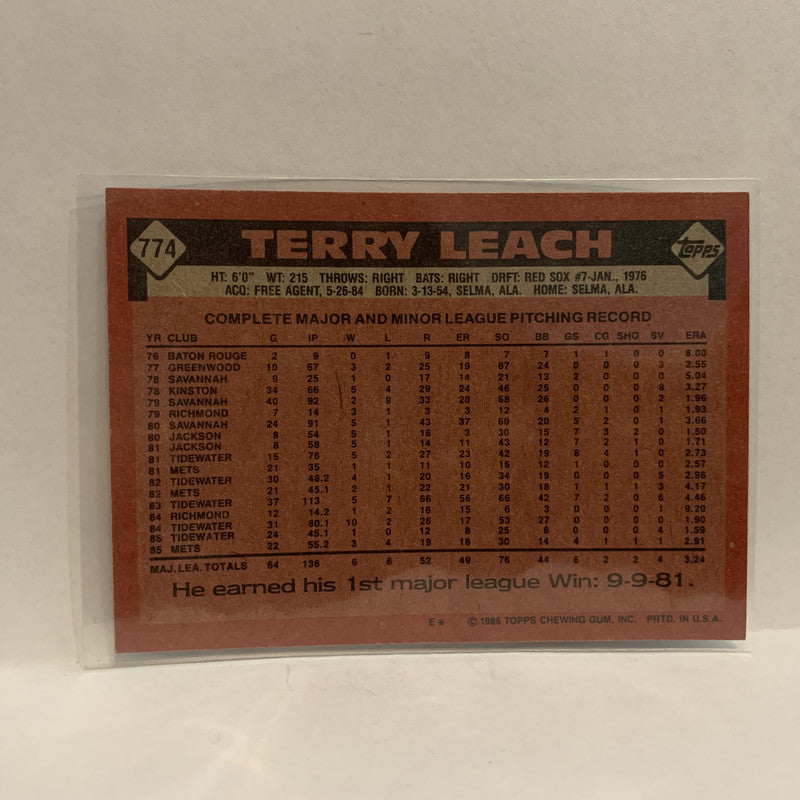 774 TERRY LEACH topps
HT: 6'0" WT: 215 THROWS: RIGHT BATS: RIGHT DRFT: RED SOX #7-JAN., 1976
ACQ: FREE AGENT, 5-26-84 BORN: 3-13-54, SELMA, ALA. HOME: SELMA, ALA.
COMPLETE MAJOR AND MINOR LEAGUE PITCHING RECORD
YR CLUB G IP W L R ER SO BB GS CG SHO SV ERA
76 BATON ROUGE 2 9 0 1 9 8 7 7 1 1 0 0 8.00
77 GREENWOOD 10 67 3 2 25 19 67 24 0 0 0 3 2.55
78 SAVANNAH 9 25 1 0 17 14 21 13 2 0 0 0 5.04
78 KINSTON 34 66 5 4 29 24 46 25 0 0 0 8 3.27
79 SAVANNAH 40 92 2 9 33 20 68 26 0 0 0 2 1.96
79 RICHMOND 7 14 3 1 3 3 12 4 2 1 0 1 1.93
80 SAVANNAH 24 91 5 1 43 37 60 20 5 2 0 1 3.66
80 JACKSON 8 54 5 1 16 3 30 15 7 3 2 0 1.50
81 JACKSON 8 58 5 1 14 11 43 12 7 2 1 0 1.71
81 TIDEWATER 15 76 5 2 27 23 42 19 8 4 1 0 2.73
81 METS 21 35 1 1 11 10 16 12 1 0 0 0 2.57
82 TIDEWATER 30 48.2 4 1 20 16 34 19 0 0 0 5 2.96
82 METS 21 45.1 2 1 22 21 30 18 1 1 1 3 4.17
83 TIDEWATER 37 113 5 7 66 56 66 42 7 2 0 6 4.46
84 RICHMOND 12 14.2 1 2 16 15 6 3 0 0 0 1 9.20
84 TIDEWATER 31 80.1 10 2 26 17 53 27 0 0 0 0 1.90
85 TIDEWATER 24 45.1 1 0 12 8 25 8 0 0 0 4 1.59
85 METS 22 55.2 3 4 19 18 30 14 4 1 1 1 2.91
MAJ. LEA. TOTALS 64 136 6 6 52 49 76 44 6 2 2 4 3.24
He earned his 1st major league Win: 9-9-81.
E* © 1986 TOPPS CHEWING GUM, INC. PRTD. IN U.S.A.